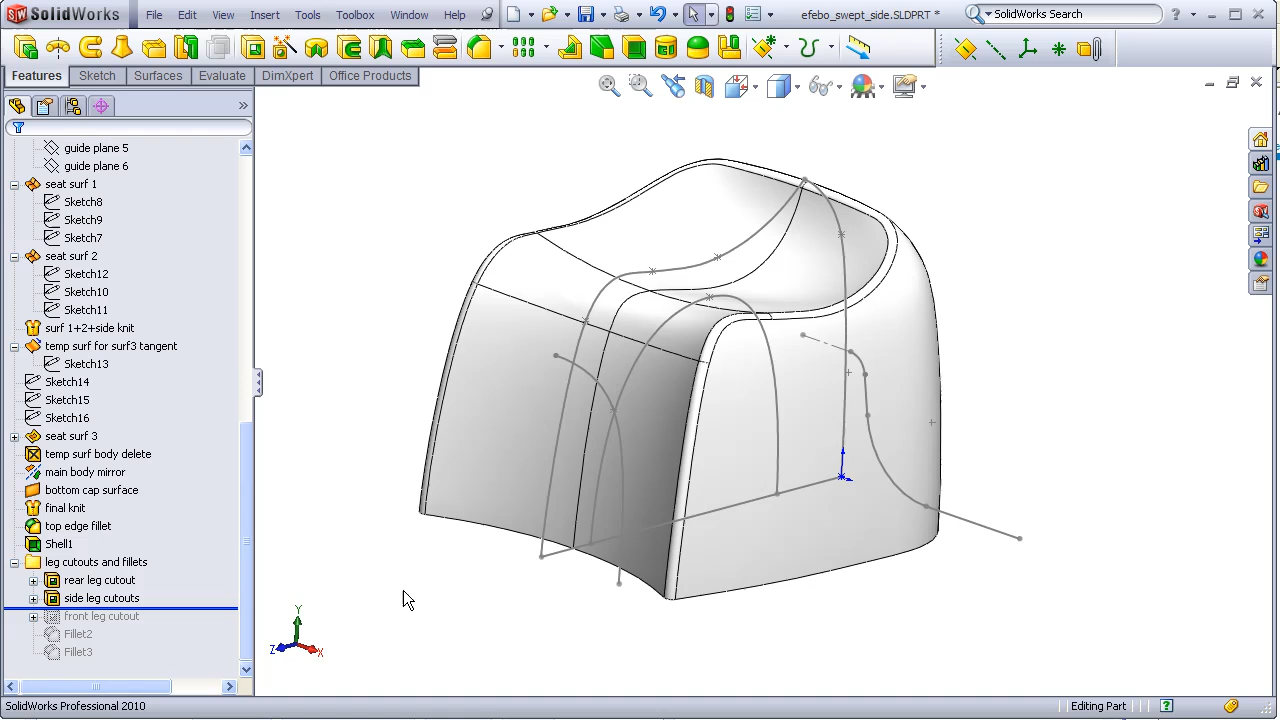 SolidWorks File Edit View Insert Tools Toolbox Window Help efebo_swept_side.SLDPRT * SolidWorks Search
Features Sketch Surfaces Evaluate DimXpert Office Products
guide plane 5
guide plane 6
seat surf 1
Sketch8
Sketch9
Sketch7
seat surf 2
Sketch12
Sketch10
Sketch11
surf 1+2+side knit
temp surf for surf3 tangent
Sketch13
Sketch14
Sketch15
Sketch16
seat surf 3
temp surf body delete
main body mirror
bottom cap surface
final knit
top edge fillet
Shell1
leg cutouts and fillets
rear leg cutout
side leg cutouts
front leg cutout
Fillet2
Fillet3
Y
Z X
SolidWorks Professional 2010 Editing Part